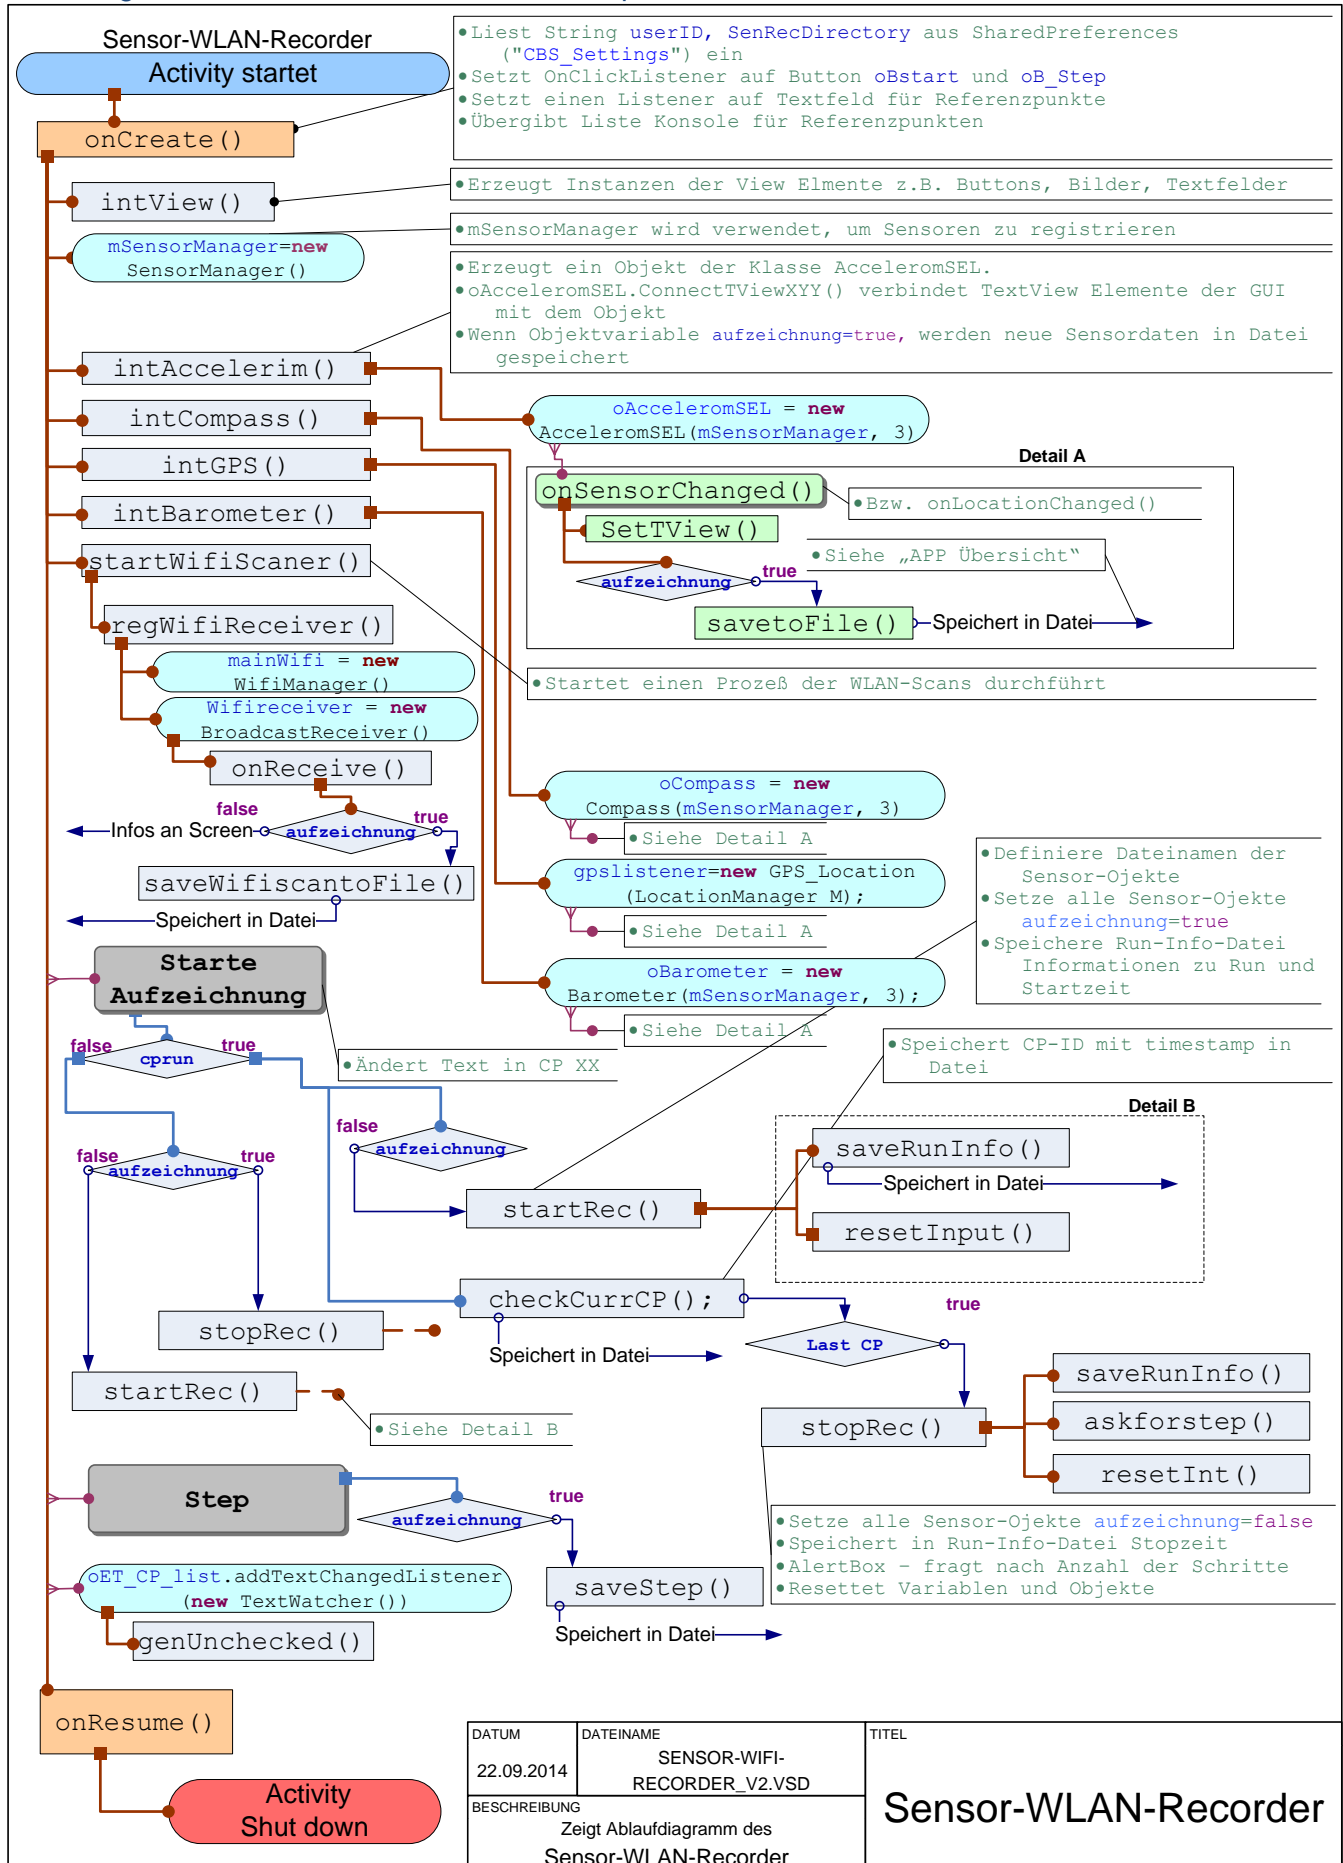 Sensor-WLAN-Recorder
Activity startet
onCreate()
•Liest String userID, SenRecDirectory aus SharedPreferences
("CBS_Settings") ein
•Setzt OnClickListener auf Button oBstart und oB_Step
•Setzt einen Listener auf Textfeld für Referenzpunkte
•Übergibt Liste Konsole für Referenzpunkten
intView()
•Erzeugt Instanzen der View Elmente z.B. Buttons, Bilder, Textfelder
mSensorManager=new
SensorManager()
•mSensorManager wird verwendet, um Sensoren zu registrieren
•Erzeugt ein Objekt der Klasse AcceleromSEL.
•oAcceleromSEL.ConnectTViewXYY() verbindet TextView Elemente der GUI
mit dem Objekt
•Wenn Objektvariable aufzeichnung=true, werden neue Sensordaten in Datei
gespeichert
intAccelerim()
intCompass()
intGPS()
intBarometer()
startWifiScaner()
oAcceleromSEL = new
AcceleromSEL(mSensorManager, 3)
Detail A
onSensorChanged()
•Bzw. onLocationChanged()
SetTView()
•Siehe „APP Übersicht“
aufzeichnung
true
savetoFile()
Speichert in Datei
regWifiReceiver()
mainWifi = new
WifiManager()
•Startet einen Prozeß der WLAN-Scans durchführt
Wifireceiver = new
BroadcastReceiver()
onReceive()
false
true
Infos an Screen
aufzeichnung
saveWifiscantoFile()
Speichert in Datei
oCompass = new
Compass(mSensorManager, 3)
•Siehe Detail A
gpslistener=new GPS_Location
(LocationManager M);
•Siehe Detail A
oBarometer = new
Barometer(mSensorManager, 3);
•Siehe Detail A
•Definiere Dateinamen der
Sensor-Ojekte
•Setze alle Sensor-Ojekte
aufzeichnung=true
•Speichere Run-Info-Datei
Informationen zu Run und
Startzeit
Starte
Aufzeichnung
•Ändert Text in CP XX
•Speichert CP-ID mit timestamp in
Datei
false
true
cprun
false
aufzeichnung
false
true
aufzeichnung
Detail B
saveRunInfo()
Speichert in Datei
startRec()
resetInput()
checkCurrCP();
Speichert in Datei
true
Last CP
stopRec()
startRec()
•Siehe Detail B
stopRec()
saveRunInfo()
askforstep()
resetInt()
Step
aufzeichnung
true
saveStep()
Speichert in Datei
•Setze alle Sensor-Ojekte aufzeichnung=false
•Speichert in Run-Info-Datei Stopzeit
•AlertBox – fragt nach Anzahl der Schritte
•Resettet Variablen und Objekte
oET_CP_list.addTextChangedListener
(new TextWatcher())
genUnchecked()
onResume()
Activity
Shut down
DATUM
22.09.2014
DATEINAME
SENSOR-WIFI-
RECORDER_V2.VSD
TITEL
Sensor-WLAN-Recorder
BESCHREIBUNG
Zeigt Ablaufdiagramm des
Sensor-WLAN-Recorder